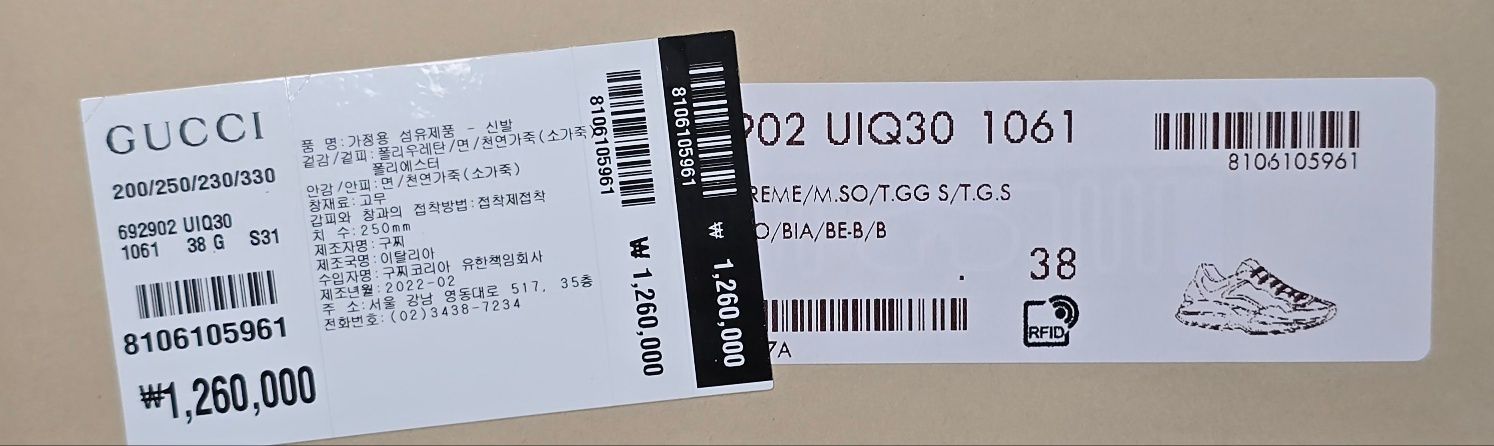 GUCCI
200/250/230/330
692902 UIQ30
1061 38 G S31
8106105961
₩1,260,000
품 명:가정용 섬유제품 - 신발
겉감/겉피:폴리우레탄/면/천연가죽(소가죽)
폴리에스터
안감/안피:면/천연가죽(소가죽)
창재료:고무
갑피와 창과의 접착방법:접착제접착
치 수:250mm
제조자명:구찌
제조국명:이탈리아
수입자명:구찌코리아 유한책임회사
제조년월:2022-02
주 소:서울 강남 영동대로 517, 35층
전화번호:(02)3438-7234
8106105961
₩ 1,260,000
8106105961
₩ 1,260,000
902 UIQ30 1061
8106105961
REME/M.SO/T.GG S/T.G.S
O/BIA/BE-B/B
. 38
RFID
7A